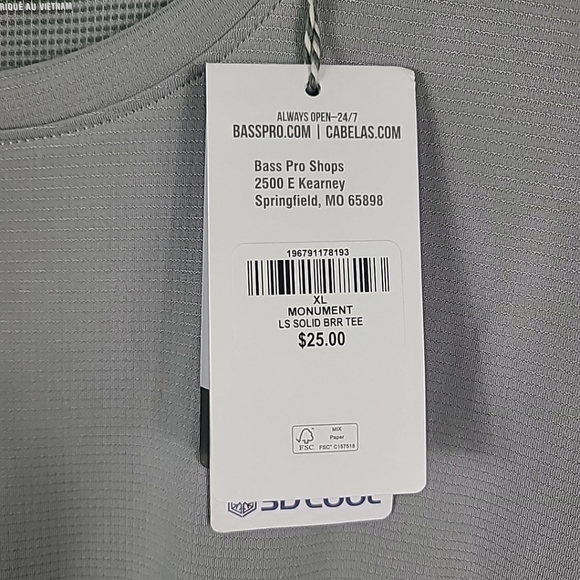 RIQUÉ AU VIETNAM
ALWAYS OPEN—24/7
BASSPRO.COM | CABELAS.COM
Bass Pro Shops
2500 E Kearney
Springfield, MO 65898
196791178193
XL
MONUMENT
LS SOLID BRR TEE
$25.00
FSC
MIX
Paper
FSC® C157818